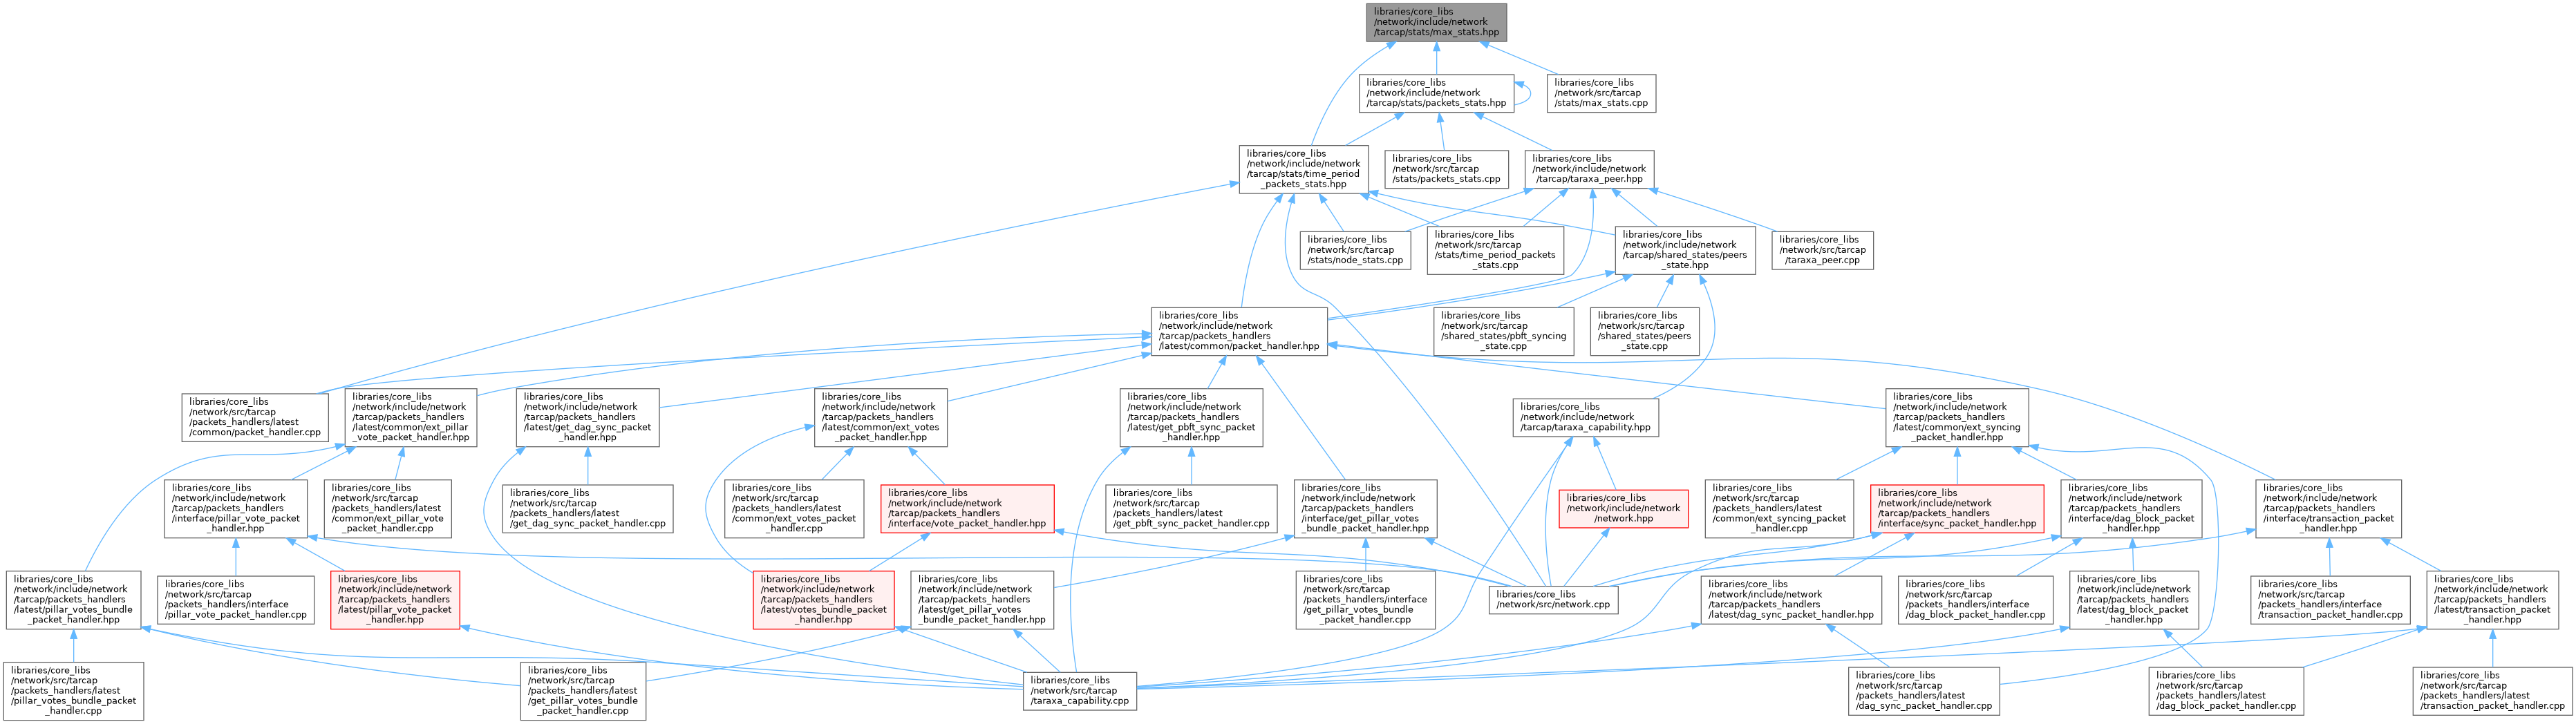 libraries/core_libs
/network/include/network
/tarcap/stats/max_stats.hpp
libraries/core_libs
/network/include/network
/tarcap/stats/packets_stats.hpp
libraries/core_libs
/network/src/tarcap
/stats/max_stats.cpp
libraries/core_libs
/network/include/network
/tarcap/stats/time_period
_packets_stats.hpp
libraries/core_libs
/network/src/tarcap
/stats/packets_stats.cpp
libraries/core_libs
/network/include/network
/tarcap/taraxa_peer.hpp
libraries/core_libs
/network/src/tarcap
/stats/node_stats.cpp
libraries/core_libs
/network/src/tarcap
/stats/time_period_packets
_stats.cpp
libraries/core_libs
/network/include/network
/tarcap/shared_states/peers
_state.hpp
libraries/core_libs
/network/src/tarcap
/taraxa_peer.cpp
libraries/core_libs
/network/include/network
/tarcap/packets_handlers
/latest/common/packet_handler.hpp
libraries/core_libs
/network/src/tarcap
/shared_states/pbft_syncing
_state.cpp
libraries/core_libs
/network/src/tarcap
/shared_states/peers
_state.cpp
libraries/core_libs
/network/src/tarcap
/packets_handlers/latest
/common/packet_handler.cpp
libraries/core_libs
/network/include/network
/tarcap/packets_handlers
/latest/common/ext_pillar
_vote_packet_handler.hpp
libraries/core_libs
/network/include/network
/tarcap/packets_handlers
/latest/get_dag_sync_packet
_handler.hpp
libraries/core_libs
/network/include/network
/tarcap/packets_handlers
/latest/common/ext_votes
_packet_handler.hpp
libraries/core_libs
/network/include/network
/tarcap/packets_handlers
/latest/get_pbft_sync_packet
_handler.hpp
libraries/core_libs
/network/include/network
/tarcap/taraxa_capability.hpp
libraries/core_libs
/network/include/network
/tarcap/packets_handlers
/latest/common/ext_syncing
_packet_handler.hpp
libraries/core_libs
/network/include/network
/tarcap/packets_handlers
/interface/pillar_vote_packet
_handler.hpp
libraries/core_libs
/network/src/tarcap
/packets_handlers/latest
/common/ext_pillar_vote
_packet_handler.cpp
libraries/core_libs
/network/src/tarcap
/packets_handlers/latest
/get_dag_sync_packet_handler.cpp
libraries/core_libs
/network/src/tarcap
/packets_handlers/latest
/common/ext_votes_packet
_handler.cpp
libraries/core_libs
/network/include/network
/tarcap/packets_handlers
/interface/vote_packet_handler.hpp
libraries/core_libs
/network/src/tarcap
/packets_handlers/latest
/get_pbft_sync_packet_handler.cpp
libraries/core_libs
/network/include/network
/tarcap/packets_handlers
/interface/get_pillar_votes
_bundle_packet_handler.hpp
libraries/core_libs
/network/include/network
/network.hpp
libraries/core_libs
/network/src/tarcap
/packets_handlers/latest
/common/ext_syncing_packet
_handler.cpp
libraries/core_libs
/network/include/network
/tarcap/packets_handlers
/interface/sync_packet_handler.hpp
libraries/core_libs
/network/include/network
/tarcap/packets_handlers
/interface/dag_block_packet
_handler.hpp
libraries/core_libs
/network/include/network
/tarcap/packets_handlers
/interface/transaction_packet
_handler.hpp
libraries/core_libs
/network/include/network
/tarcap/packets_handlers
/latest/pillar_votes_bundle
_packet_handler.hpp
libraries/core_libs
/network/src/tarcap
/packets_handlers/interface
/pillar_vote_packet_handler.cpp
libraries/core_libs
/network/include/network
/tarcap/packets_handlers
/latest/pillar_vote_packet
_handler.hpp
libraries/core_libs
/network/include/network
/tarcap/packets_handlers
/latest/votes_bundle_packet
_handler.hpp
libraries/core_libs
/network/include/network
/tarcap/packets_handlers
/latest/get_pillar_votes
_bundle_packet_handler.hpp
libraries/core_libs
/network/src/tarcap
/packets_handlers/interface
/get_pillar_votes_bundle
_packet_handler.cpp
libraries/core_libs
/network/src/network.cpp
libraries/core_libs
/network/include/network
/tarcap/packets_handlers
/latest/dag_sync_packet_handler.hpp
libraries/core_libs
/network/src/tarcap
/packets_handlers/interface
/dag_block_packet_handler.cpp
libraries/core_libs
/network/include/network
/tarcap/packets_handlers
/latest/dag_block_packet
_handler.hpp
libraries/core_libs
/network/src/tarcap
/packets_handlers/interface
/transaction_packet_handler.cpp
libraries/core_libs
/network/include/network
/tarcap/packets_handlers
/latest/transaction_packet
_handler.hpp
libraries/core_libs
/network/src/tarcap
/packets_handlers/latest
/pillar_votes_bundle_packet
_handler.cpp
libraries/core_libs
/network/src/tarcap
/packets_handlers/latest
/get_pillar_votes_bundle
_packet_handler.cpp
libraries/core_libs
/network/src/tarcap
/taraxa_capability.cpp
libraries/core_libs
/network/src/tarcap
/packets_handlers/latest
/dag_sync_packet_handler.cpp
libraries/core_libs
/network/src/tarcap
/packets_handlers/latest
/dag_block_packet_handler.cpp
libraries/core_libs
/network/src/tarcap
/packets_handlers/latest
/transaction_packet_handler.cpp